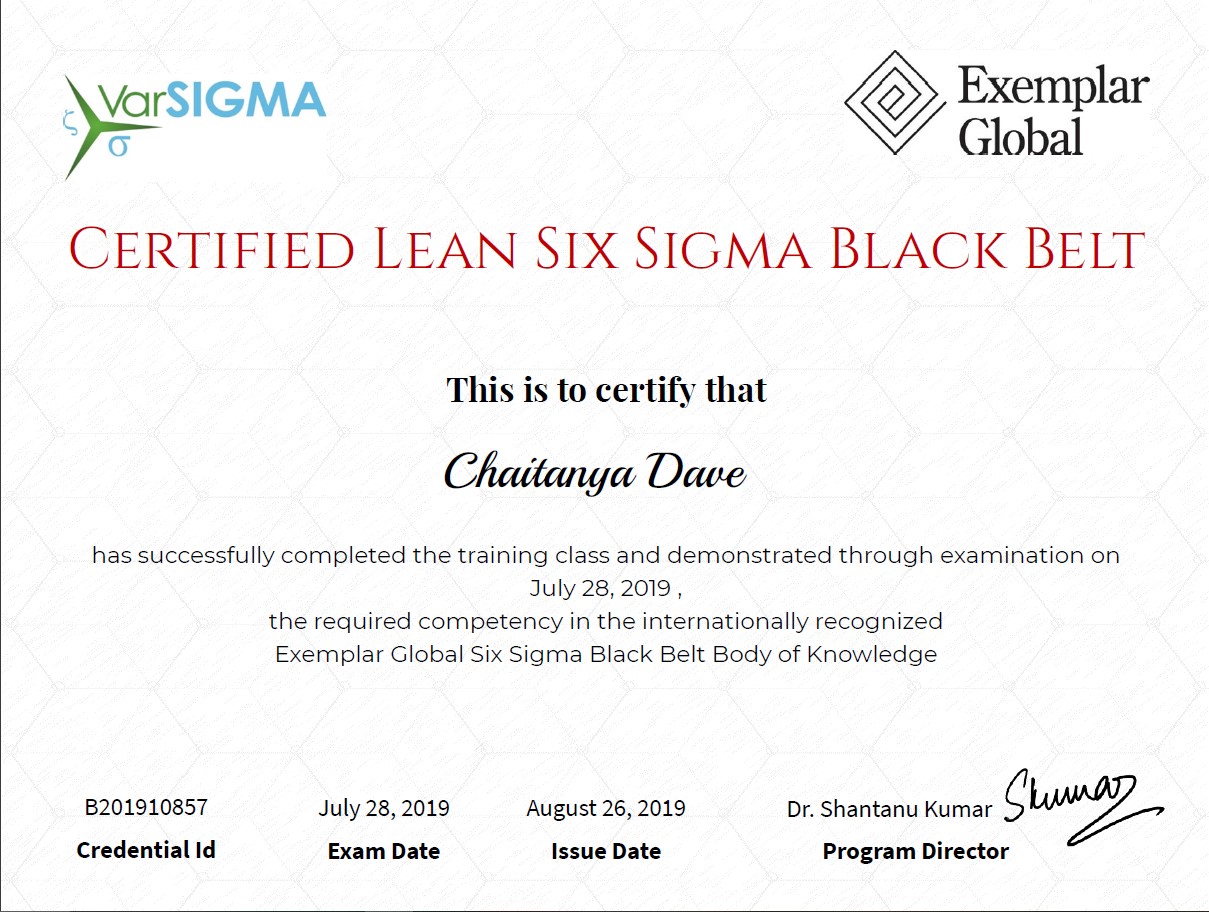 VarSIGMA
ζ
σ
Exemplar
Global
CERTIFIED LEAN SIX SIGMA BLACK BELT
This is to certify that
Chaitanya Dave
has successfully completed the training class and demonstrated through examination on
July 28, 2019 ,
the required competency in the internationally recognized
Exemplar Global Six Sigma Black Belt Body of Knowledge
B201910857
Credential Id
July 28, 2019
Exam Date
August 26, 2019
Issue Date
Dr. Shantanu Kumar
Program Director